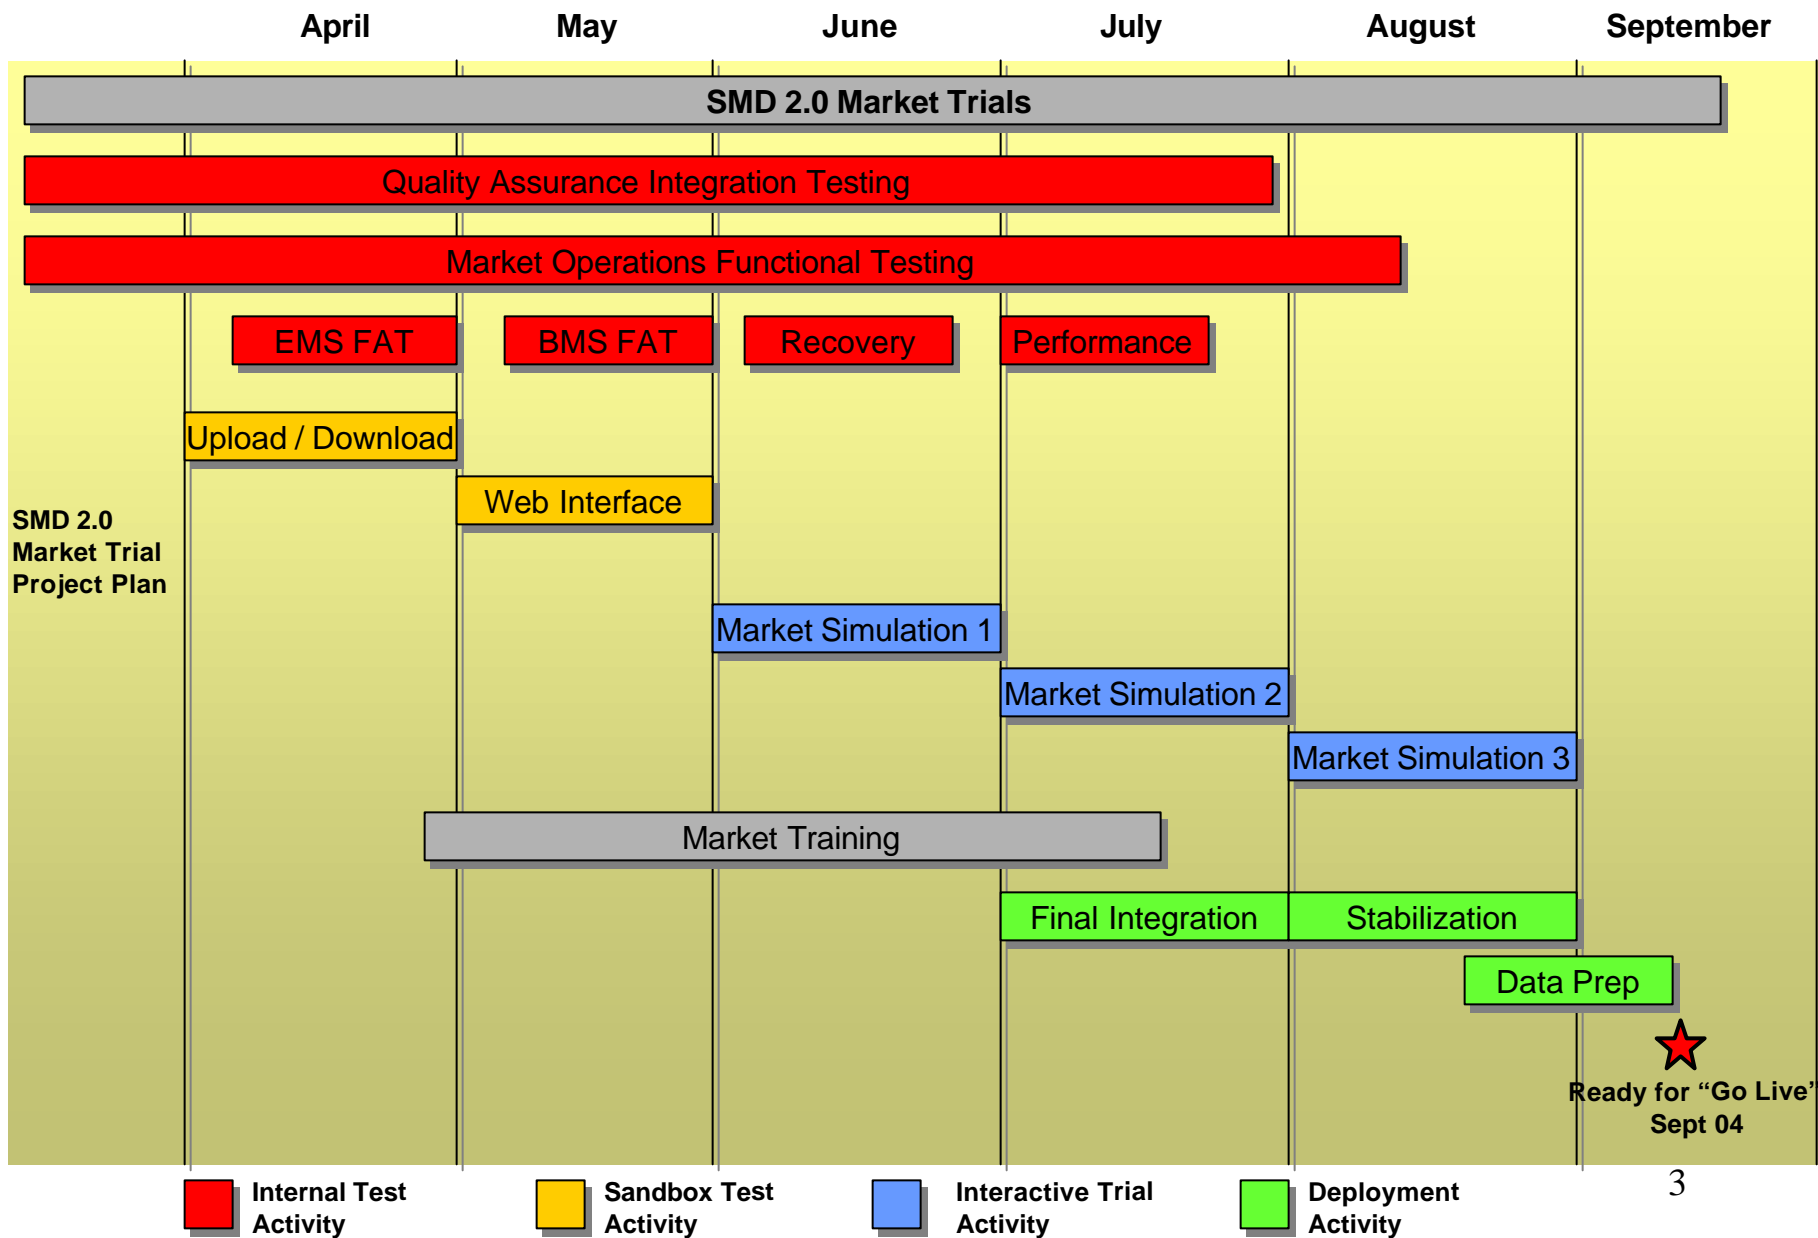 April May June July August September
SMD 2.0 Market Trials
Quality Assurance Integration Testing
Market Operations Functional Testing
EMS FAT BMS FAT Recovery Performance
Upload / Download
Web Interface
SMD 2.0
Market Trial
Project Plan
Market Simulation 1
Market Simulation 2
Market Simulation 3
Market Training
Final Integration Stabilization
Data Prep
Ready for “Go Live”
Sept 04
3
Internal Test
Activity
Sandbox Test
Activity
Interactive Trial
Activity
Deployment
Activity